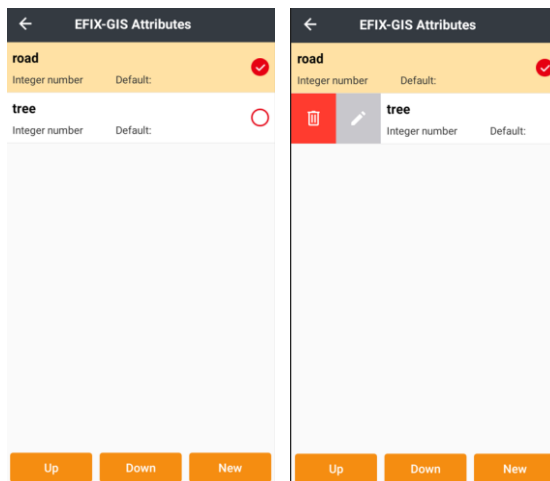 EFIX-GIS Attributes
road
Integer number Default:
tree
Integer number Default:
Up Down New
EFIX-GIS Attributes
road
Integer number Default:
tree
Integer number Default:
Up Down New